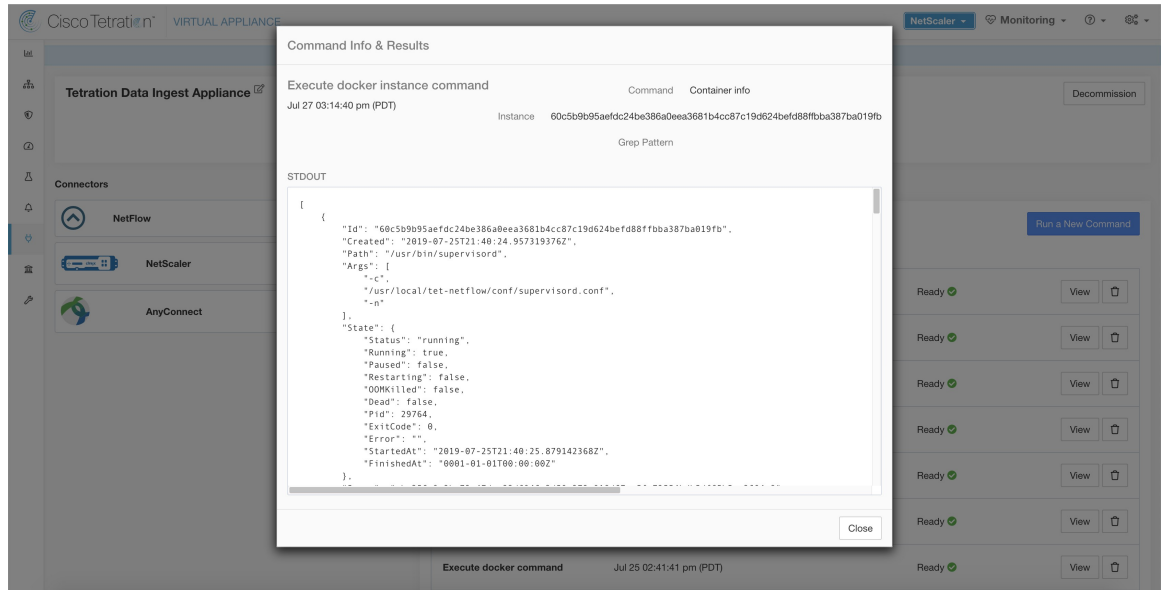 Cisco Tetration™ VIRTUAL APPLIANCE
NetScaler
Monitoring
Tetration Data Ingest Appliance
Decommission
Connectors
NetFlow
NetScaler
AnyConnect
Command Info & Results
Execute docker instance command
Jul 27 03:14:40 pm (PDT)
Command Container info
Instance 60c5b9b95aefdc24be386a0eea3681b4cc87c19d624befd88ffbba387ba019fb
Grep Pattern
STDOUT
[
{
"Id": "60c5b9b95aefdc24be386a0eea3681b4cc87c19d624befd88ffbba387ba019fb",
"Created": "2019-07-25T21:40:24.957319376Z",
"Path": "/usr/bin/supervisord",
"Args": [
"-c",
"/usr/local/tet-netflow/conf/supervisord.conf",
"-n"
],
"State": {
"Status": "running",
"Running": true,
"Paused": false,
"Restarting": false,
"OOMKilled": false,
"Dead": false,
"Pid": 29764,
"ExitCode": 0,
"Error": "",
"StartedAt": "2019-07-25T21:40:25.879142368Z",
"FinishedAt": "0001-01-01T00:00:00Z"
},
Close
Run a New Command
Ready View
Ready View
Ready View
Ready View
Ready View
Ready View
Execute docker command Jul 25 02:41:41 pm (PDT) Ready View